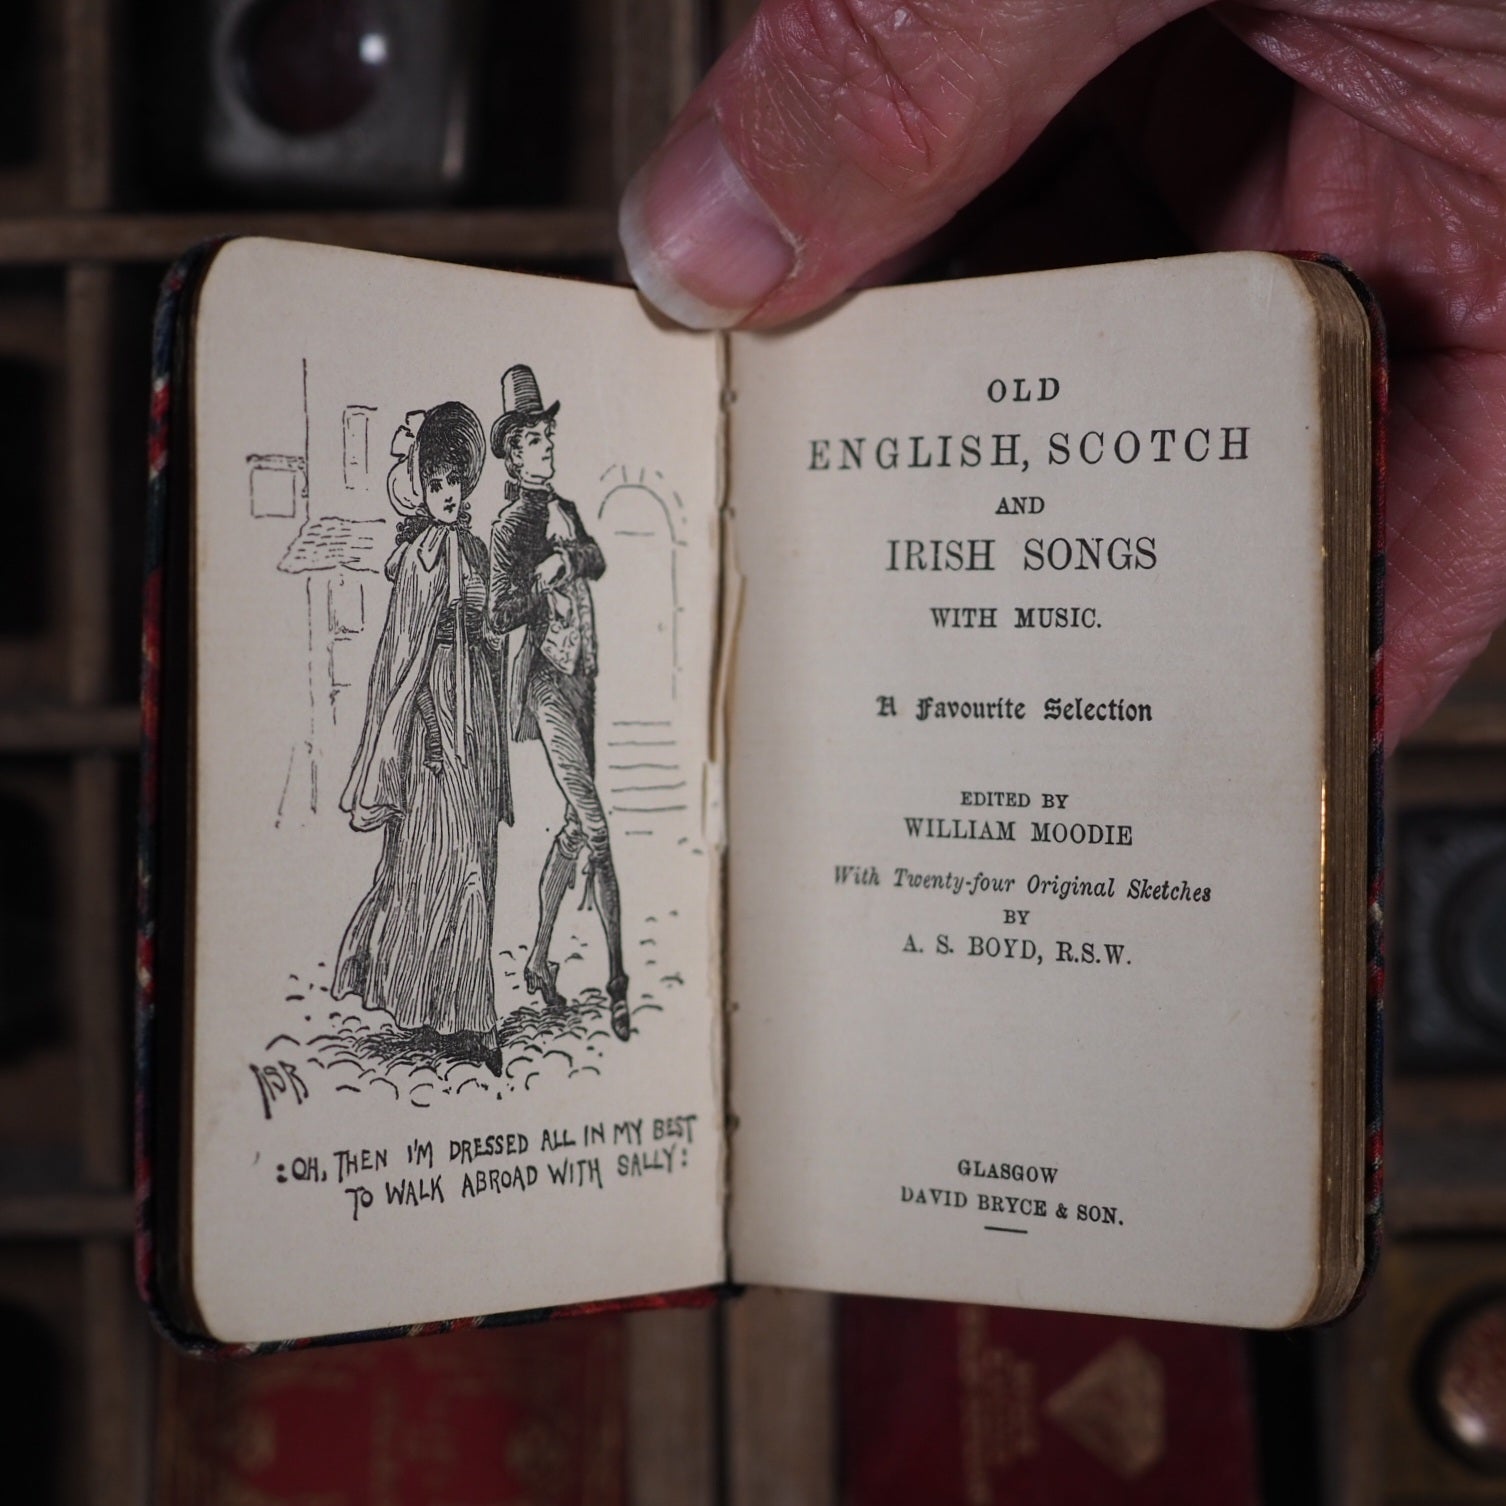 :OH, THEN I'M DRESSED ALL IN MY BEST
TO WALK ABROAD WITH SALLY:
OLD
ENGLISH, SCOTCH
AND
IRISH SONGS
WITH MUSIC.
A Favourite Selection
EDITED BY
WILLIAM MOODIE
With Twenty-four Original Sketches
BY
A. S. BOYD, R.S.W.
GLASGOW
DAVID BRYCE & SON.